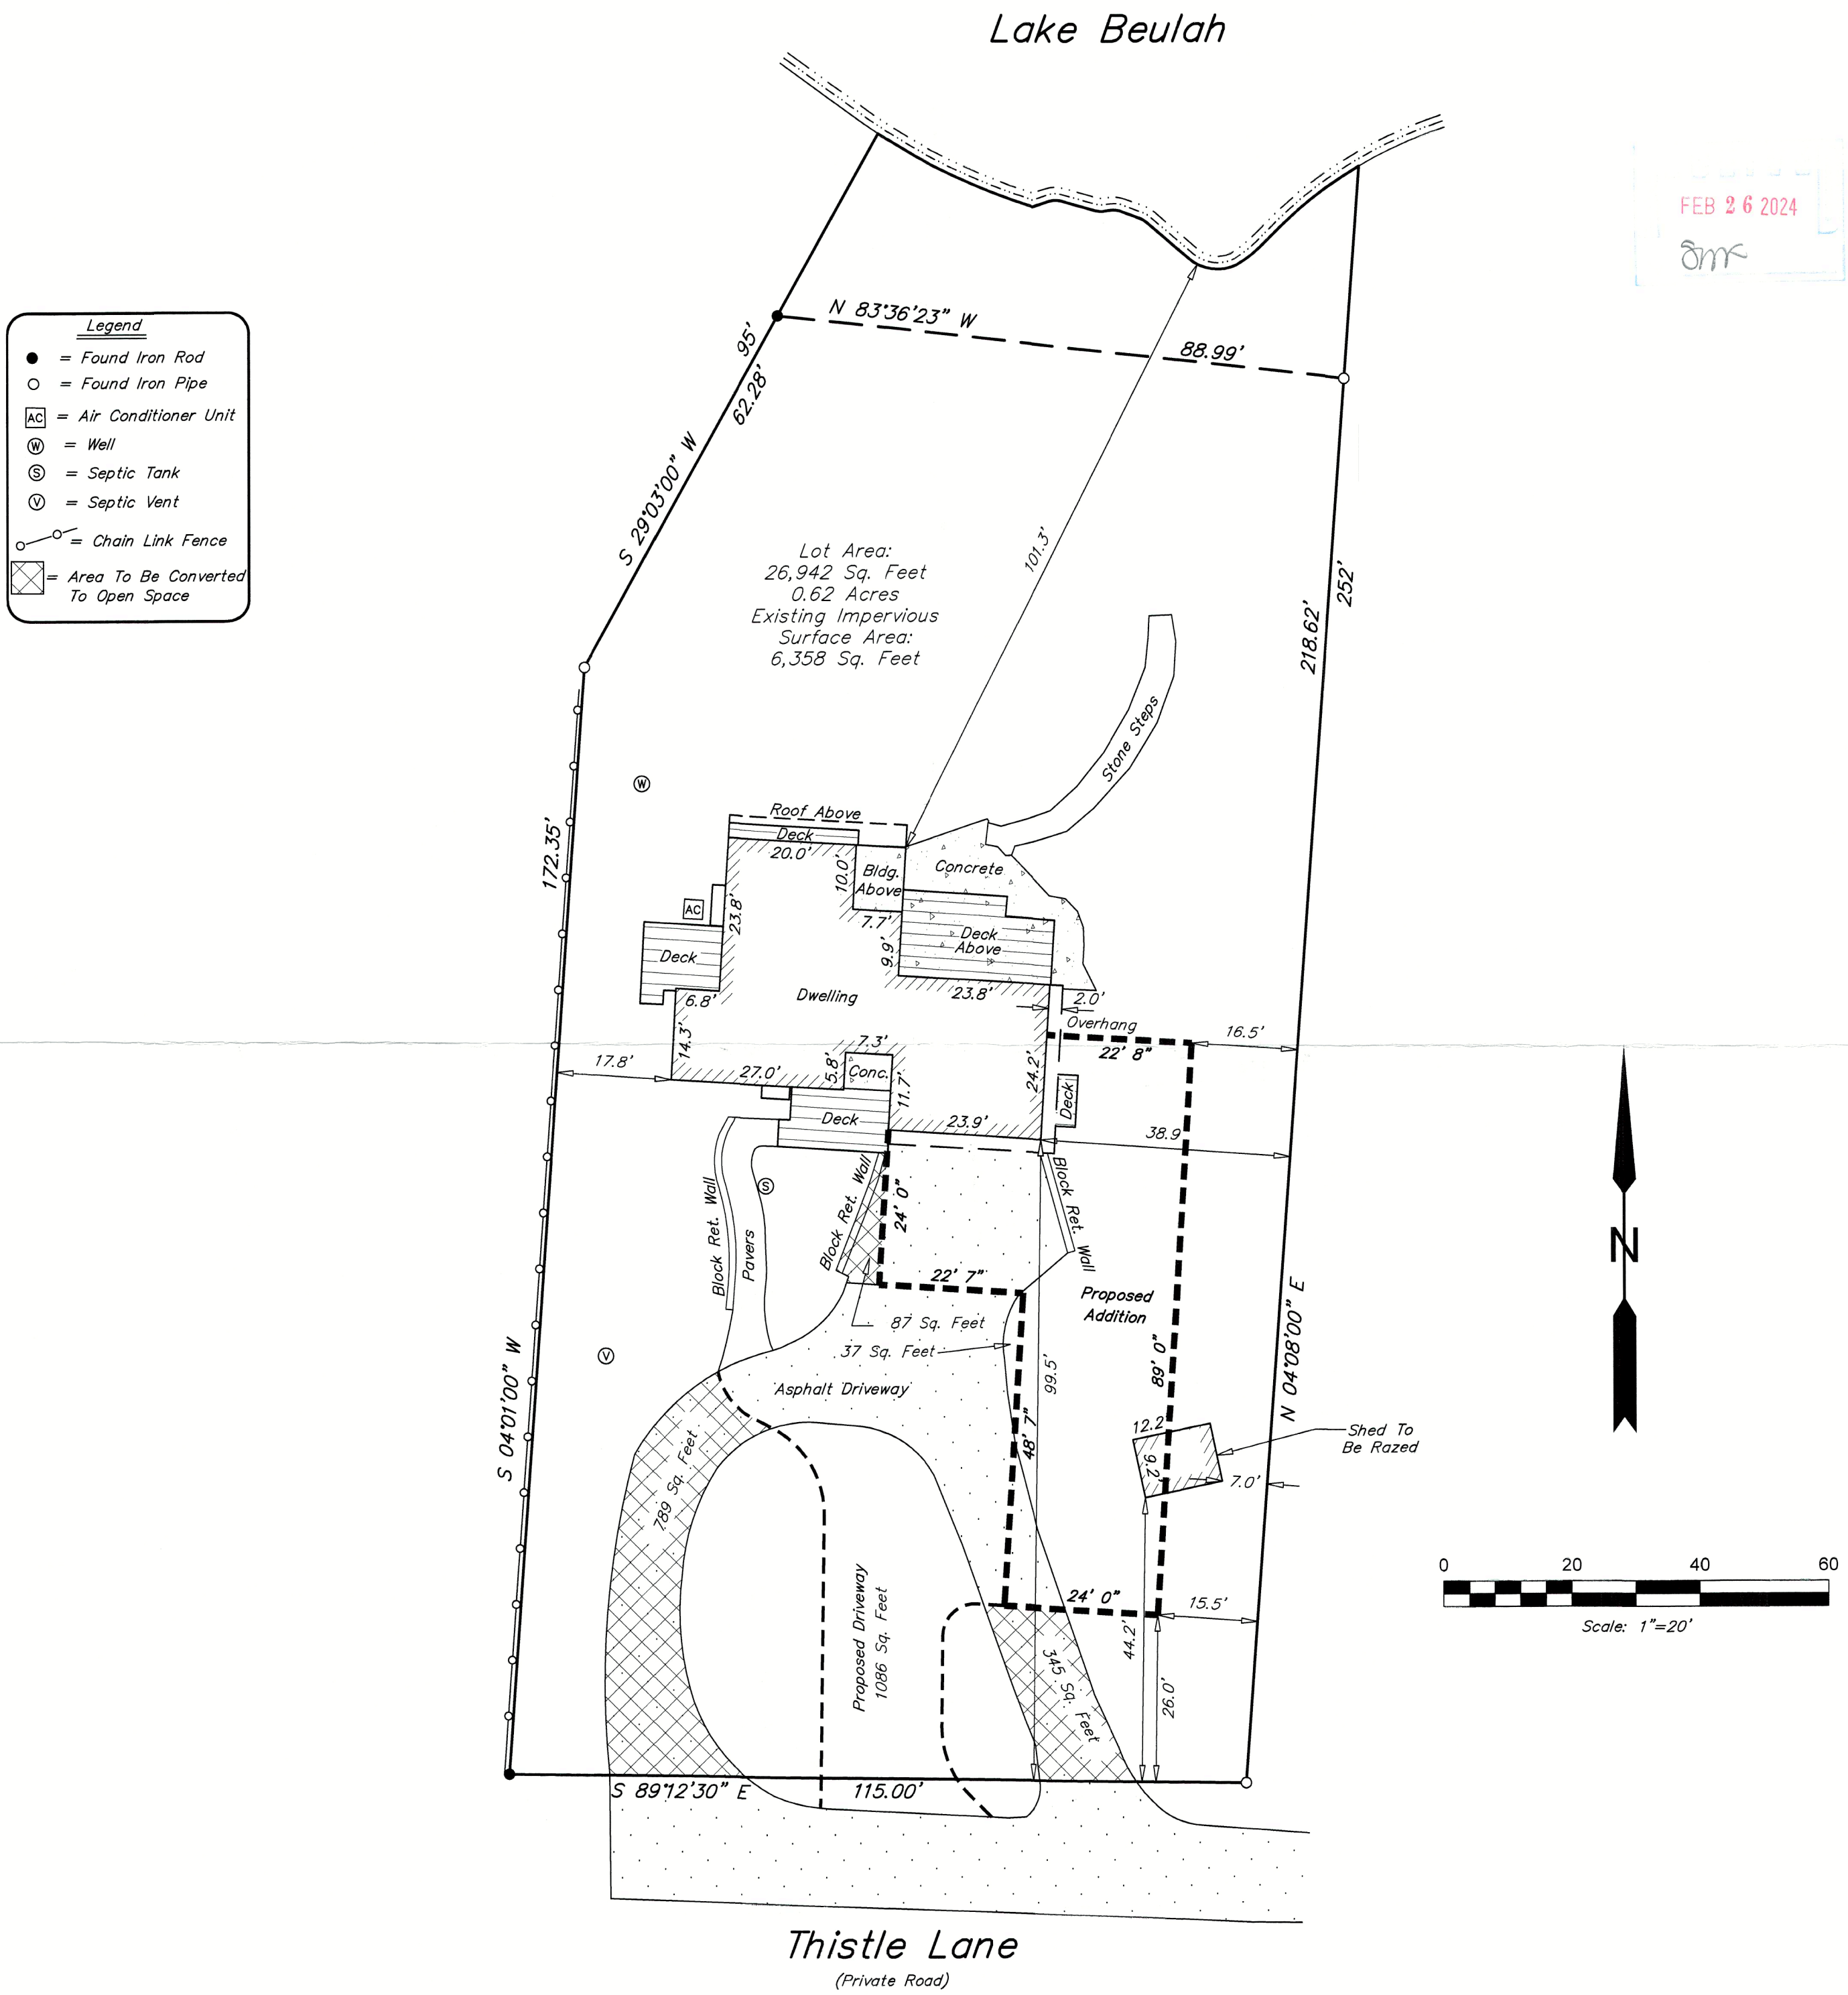 Lake Beulah
FEB 26 2024
N 83°36'23" W
88.99'
95'
62.28'
S 29°03'00" W
Legend
= Found Iron Rod
= Found Iron Pipe
AC = Air Conditioner Unit
W = Well
S = Septic Tank
V = Septic Vent
= Chain Link Fence
= Area To Be Converted
To Open Space
Lot Area:
26,942 Sq. Feet
0.62 Acres
Existing Impervious
Surface Area:
6,358 Sq. Feet
101.3'
252'
218.62'
Stone Steps
172.35'
W
Roof Above
Deck
20.0'
10.0'
Bldg.
Above
Concrete
AC
23.8'
7.7'
9.9'
Deck
Above
Deck
6.8'
Dwelling
23.8'
2.0'
Overhang
22' 8"
16.5'
14.3'
17.8'
27.0'
7.3'
5.8'
Conc.
11.7'
24.2'
Deck
Deck
23.9'
38.9
Block Ret. Wall
Pavers
S
Block Ret. Wall
24' 0"
Block Ret. Wall
22' 7"
Proposed
Addition
87 Sq. Feet
37 Sq. Feet
99.5'
89' 0"
N 04°08'00" E
N
V
S 04°01'00" W
Asphalt Driveway
48' 7"
12.2'
9.2'
Shed To
Be Razed
7.0'
789 Sq. Feet
Proposed Driveway
1086 Sq. Feet
24' 0"
15.5'
44.2'
26.0'
345 Sq. Feet
0 20 40 60
Scale: 1"=20'
S 89°12'30" E
115.00'
Thistle Lane
(Private Road)